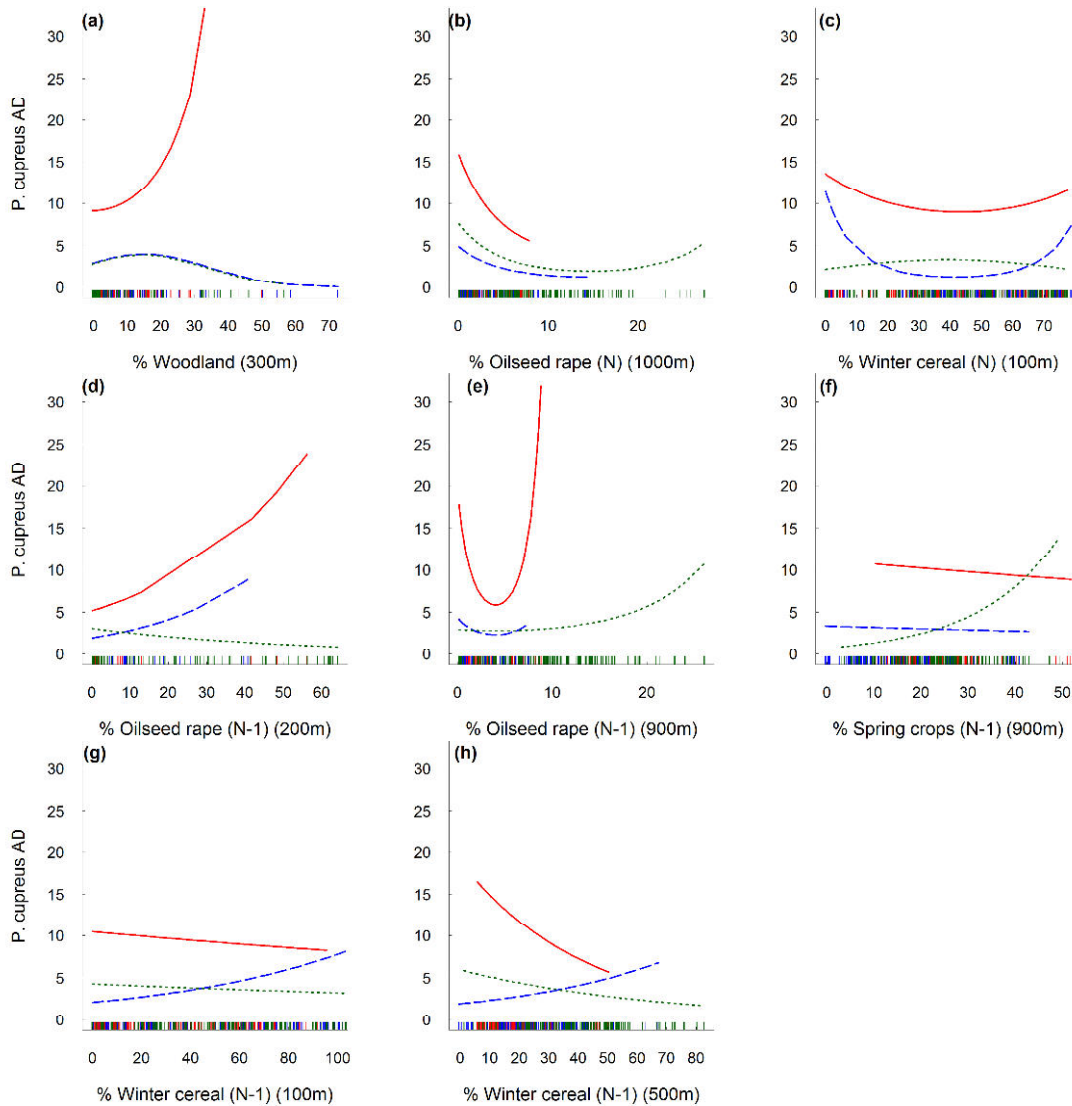 (a) (b) (c)
30 30 30
25 25 25
P. cupreus AD 20 20 20
15 15 15
10 10 10
5 5 5
0 0 0
0 10 20 30 40 50 60 70 0 10 20 0 10 20 30 40 50 60 70
% Woodland (300m) % Oilseed rape (N) (1000m) % Winter cereal (N) (100m)
(d) (e) (f)
30 30 30
25 25 25
P. cupreus AD 20 20 20
15 15 15
10 10 10
5 5 5
0 0 0
0 10 20 30 40 50 60 0 10 20 0 10 20 30 40 50
% Oilseed rape (N-1) (200m) % Oilseed rape (N-1) (900m) % Spring crops (N-1) (900m)
(g) (h)
30 30
25 25
P. cupreus AD 20 20
15 15
10 10
5 5
0 0
0 20 40 60 80 100 0 10 20 30 40 50 60 70 80
% Winter cereal (N-1) (100m) % Winter cereal (N-1) (500m)